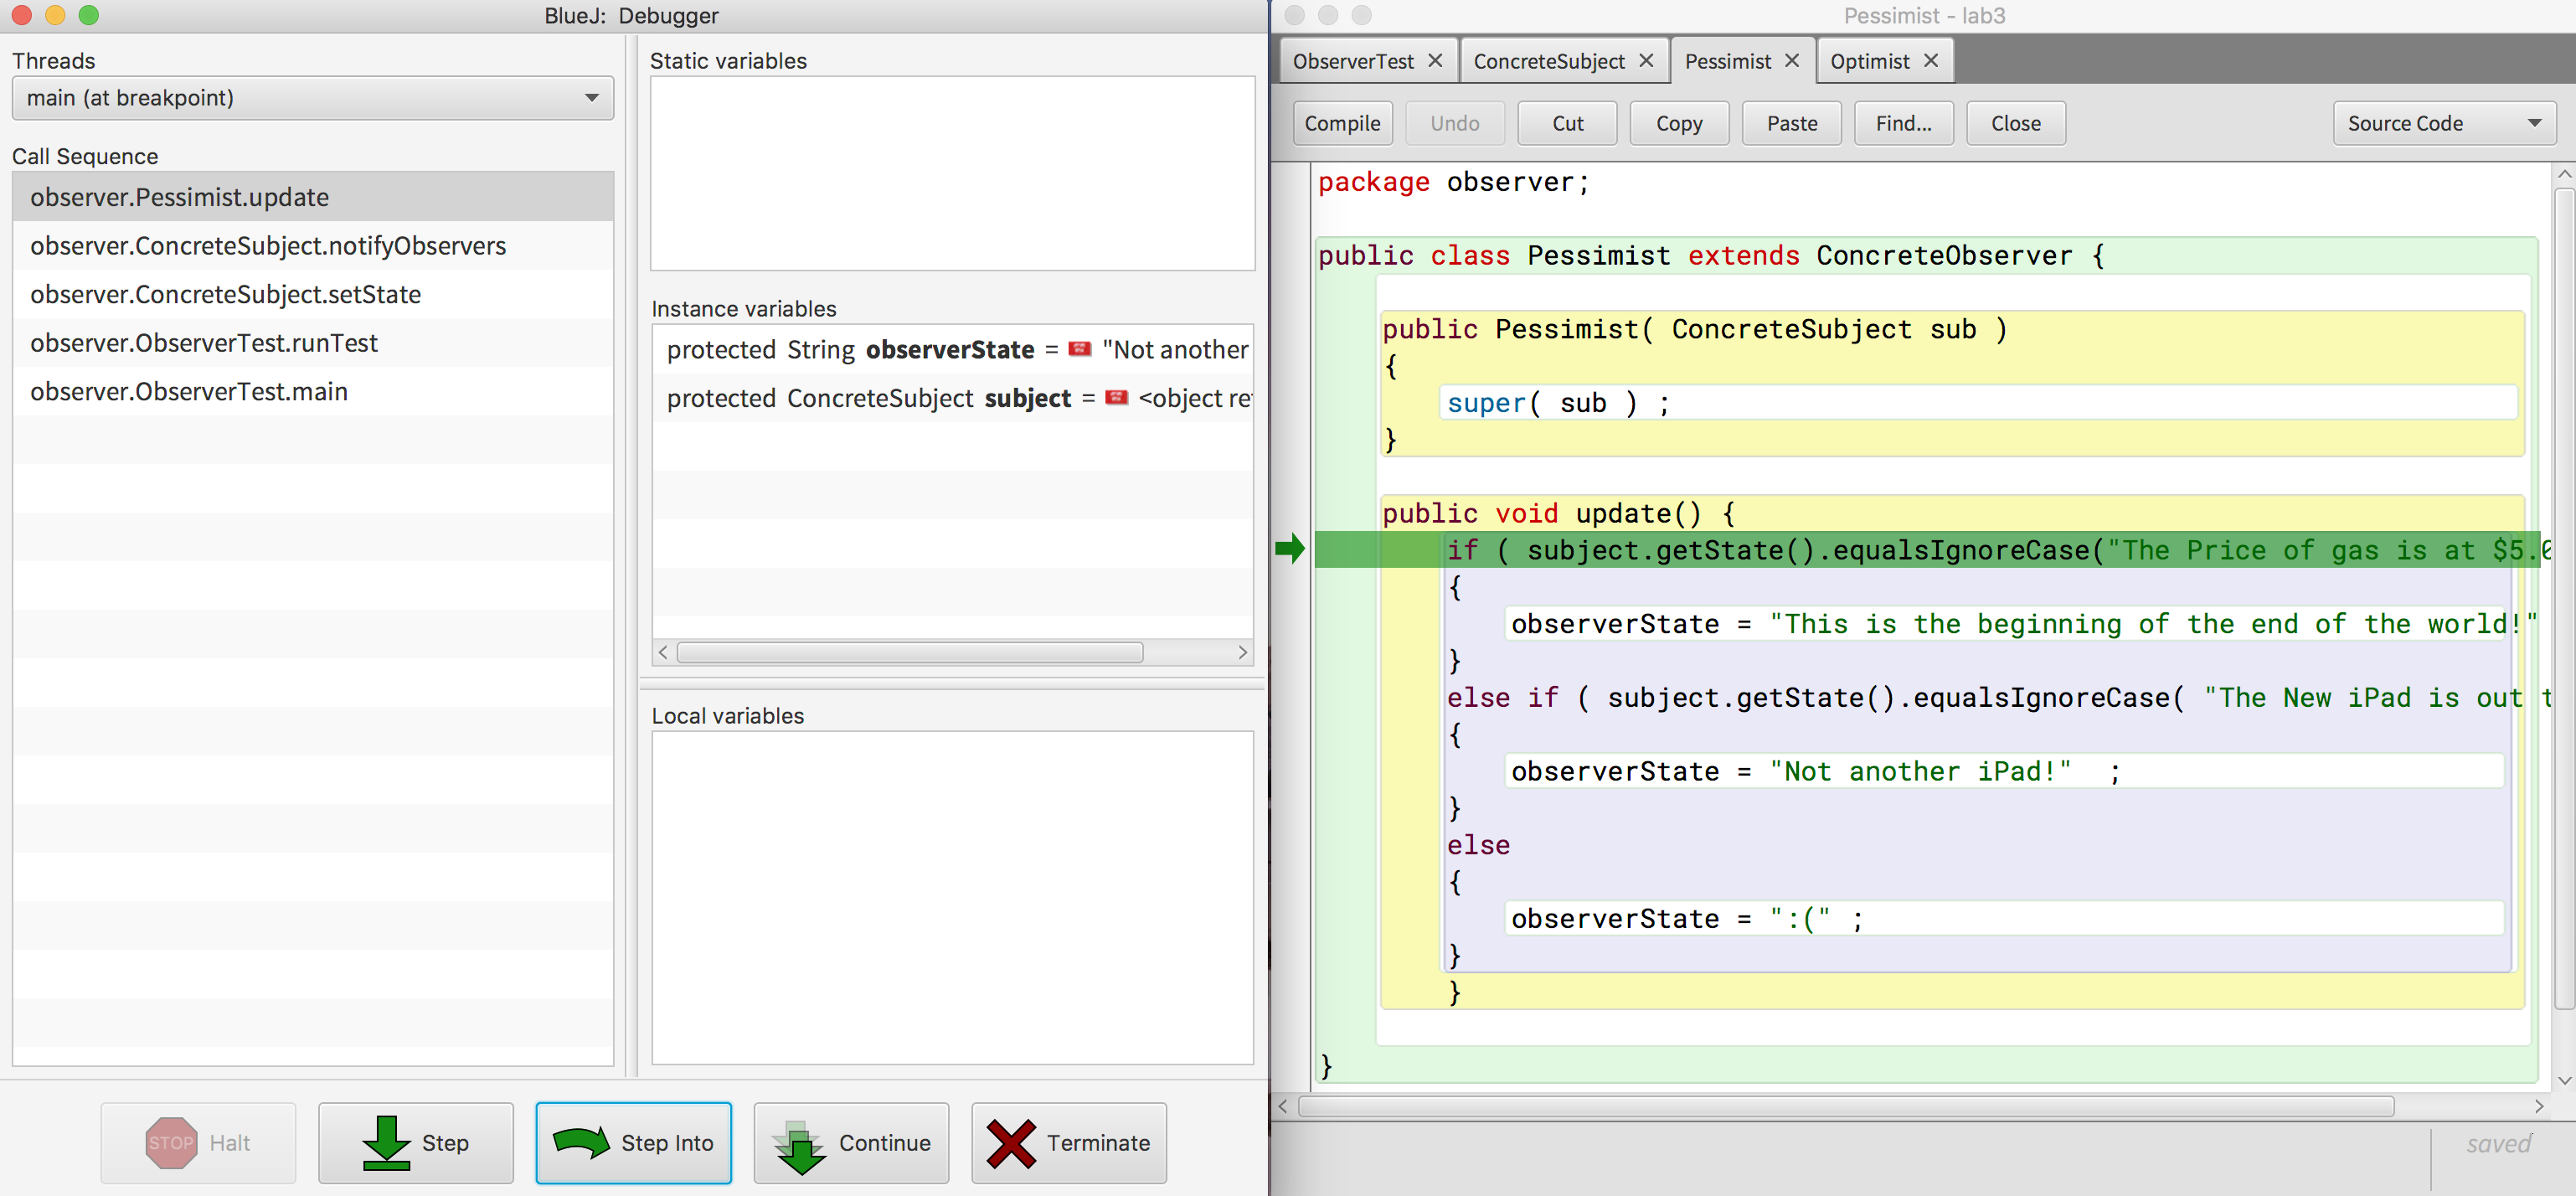 BlueJ: Debugger
Threads
main (at breakpoint)
Call Sequence
observer.Pessimist.update
observer.ConcreteSubject.notifyObservers
observer.ConcreteSubject.setState
observer.ObserverTest.runTest
observer.ObserverTest.main
Static variables
Instance variables
protected String observerState = "Not another
protected ConcreteSubject subject = <object re
Local variables
STOP Halt
Step
Step Into
Continue
Terminate
Pessimist - lab3
ObserverTest ConcreteSubject Pessimist Optimist
Compile Undo Cut Copy Paste Find... Close Source Code
package observer;
public class Pessimist extends ConcreteObserver {
public Pessimist( ConcreteSubject sub )
{
super( sub ) ;
}
public void update() {
if ( subject.getState().equalsIgnoreCase("The Price of gas is at $5.0
{
observerState = "This is the beginning of the end of the world!"
}
else if ( subject.getState().equalsIgnoreCase( "The New iPad is out t
{
observerState = "Not another iPad!" ;
}
else
{
observerState = ":(" ;
}
}
}
saved